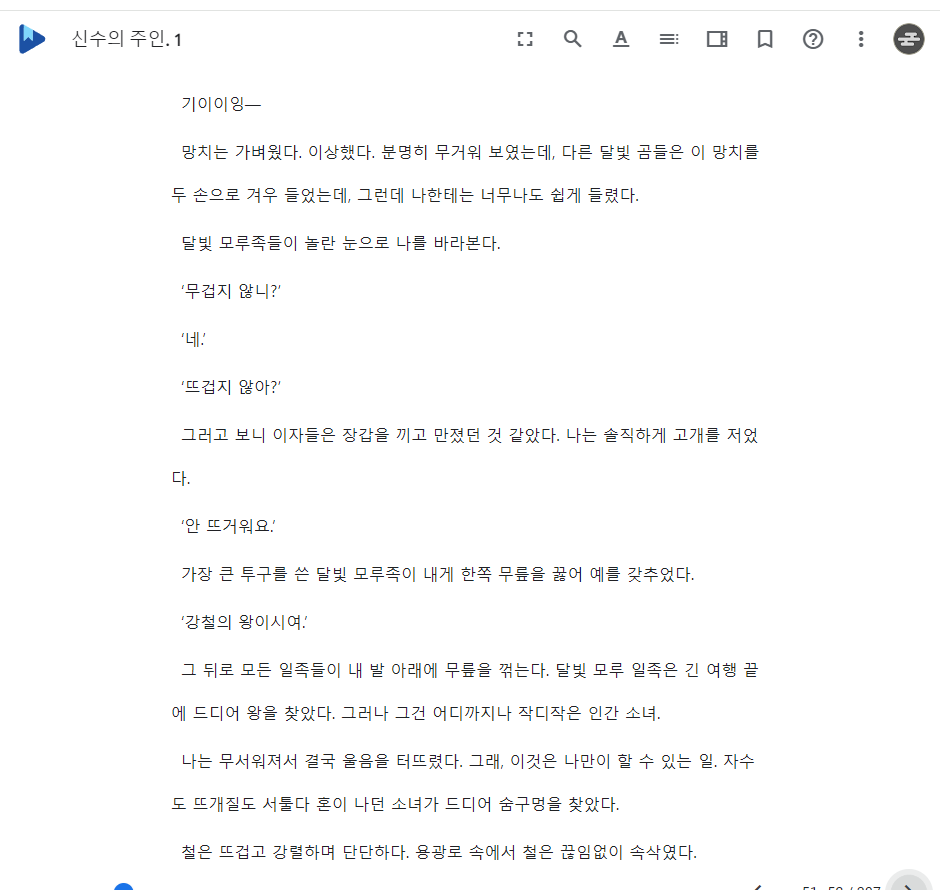 신수의 주인. 1
기이이잉—
망치는 가벼웠다. 이상했다. 분명히 무거워 보였는데, 다른 달빛 곰들은 이 망치를
두 손으로 겨우 들었는데, 그런데 나한테는 너무나도 쉽게 들렸다.
달빛 모루족들이 놀란 눈으로 나를 바라본다.
‘무겁지 않니?’
‘네.’
‘뜨겁지 않아?’
그러고 보니 이자들은 장갑을 끼고 만졌던 것 같았다. 나는 솔직하게 고개를 저었
다.
‘안 뜨거워요.’
가장 큰 투구를 쓴 달빛 모루족이 내게 한쪽 무릎을 꿇어 예를 갖추었다.
‘강철의 왕이시여.’
그 뒤로 모든 일족들이 내 발 아래에 무릎을 꺾는다. 달빛 모루 일족은 긴 여행 끝
에 드디어 왕을 찾았다. 그러나 그건 어디까지나 작디작은 인간 소녀.
나는 무서워져서 결국 울음을 터뜨렸다. 그래, 이것은 나만이 할 수 있는 일. 자수
도 뜨개질도 서툴다 혼이 나던 소녀가 드디어 숨구멍을 찾았다.
철은 뜨겁고 강렬하며 단단하다. 용광로 속에서 철은 끊임없이 속삭였다.